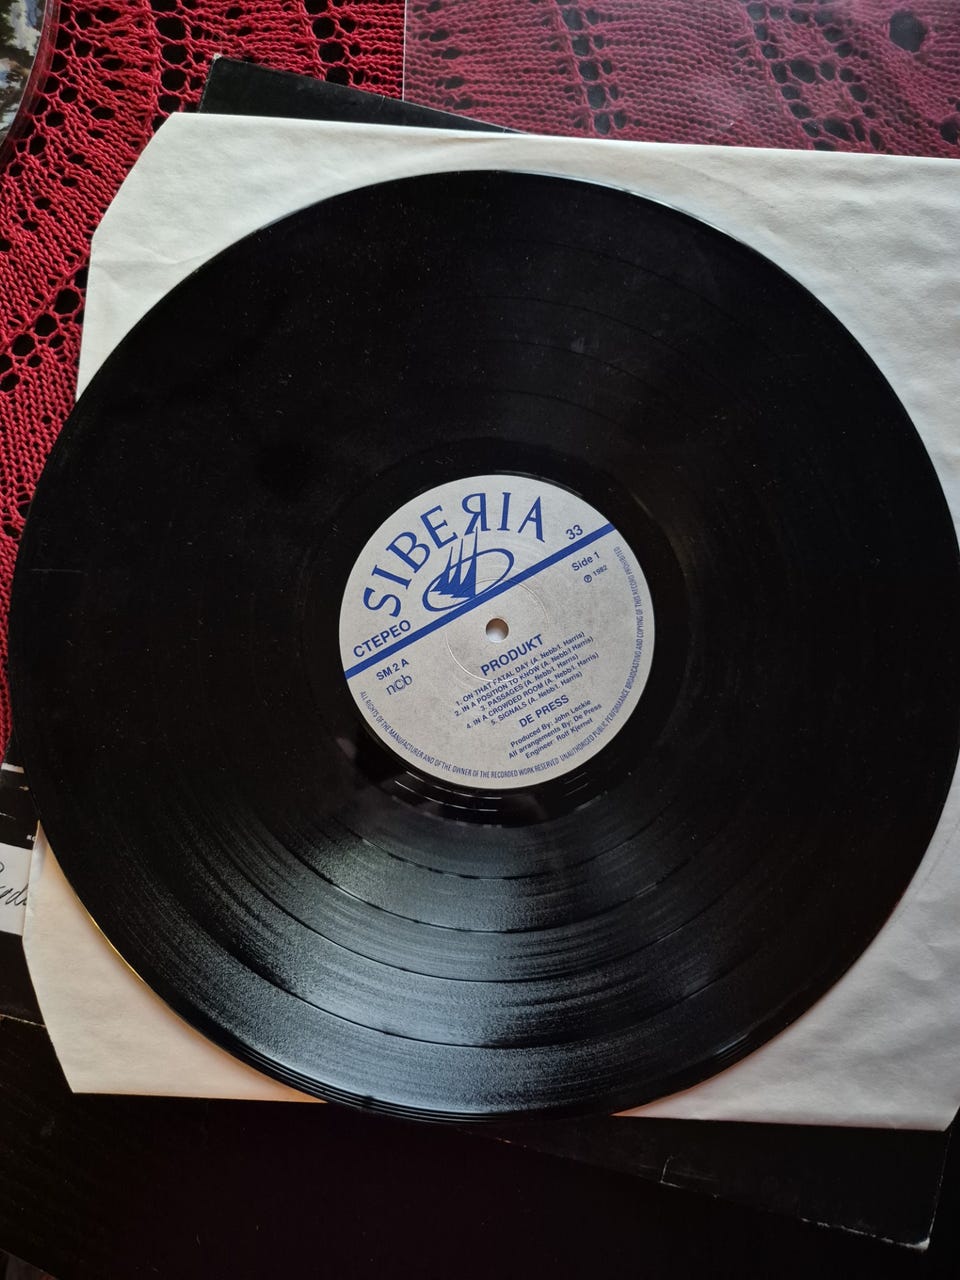 SIBEЯIA
CTEPEO
33
Side 1
℗ 1982
SM 2 A
ncb
PRODUKT
1. ON THAT FATAL DAY (A. Nebb/I. Harris)
2. IN A POSITION TO KNOW (A. Nebb/I Harris)
3. PASSAGES (A. Nebb/I. Harris)
4. IN A CROWDED ROOM (A. Nebb/I. Harris)
5. SIGNALS (A. Nebb/I. Harris)
DE PRESS
Produced By: John Leckie
All arrangements By: De Press
Engineer: Rolf Kjernet
ALL RIGHTS OF THE MANUFACTURER AND OF THE OWNER OF THE RECORDED WORK RESERVED UNAUTHORISED PUBLIC PERFORMANCE BROADCASTING AND COPYING OF THIS RECORD PROHIBITED